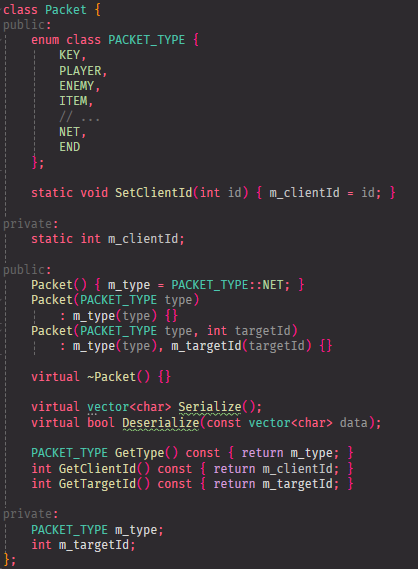 class Packet {
public:
    enum class PACKET_TYPE {
        KEY,
        PLAYER,
        ENEMY,
        ITEM,
        // ...
        NET,
        END
    };
    static void SetClientId(int id) { m_clientId = id; }
private:
    static int m_clientId;
public:
    Packet() { m_type = PACKET_TYPE::NET; }
    Packet(PACKET_TYPE type)
        : m_type(type) {}
    Packet(PACKET_TYPE type, int targetId)
        : m_type(type), m_targetId(targetId) {}
    virtual ~Packet() {}
    virtual vector<char> Serialize();
    virtual bool Deserialize(const vector<char> data);
    PACKET_TYPE GetType() const { return m_type; }
    int GetClientId() const { return m_clientId; }
    int GetTargetId() const { return m_targetId; }
private:
    PACKET_TYPE m_type;
    int m_targetId;
};